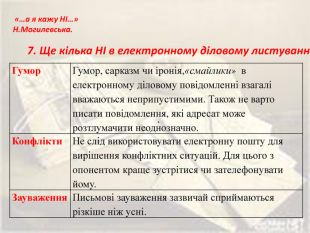 «…а я кажу НІ…»
Н.Могилевська.
7. Ще кілька НІ в електронному діловому листуванн
Гумор
Гумор, сарказм чи іронія,«смайлики» в
електронному діловому повідомленні взагалі
вважаються неприпустимими. Також не варто
писати повідомлення, які адресат може
розтлумачити неоднозначно.
Конфлікти
Не слід використовувати електронну пошту для
вирішення конфліктних ситуацій. Для цього з
опонентом краще зустрітися чи зателефонувати
йому.
Зауваження
Письмові зауваження зазвичай сприймаються
різкіше ніж усні.